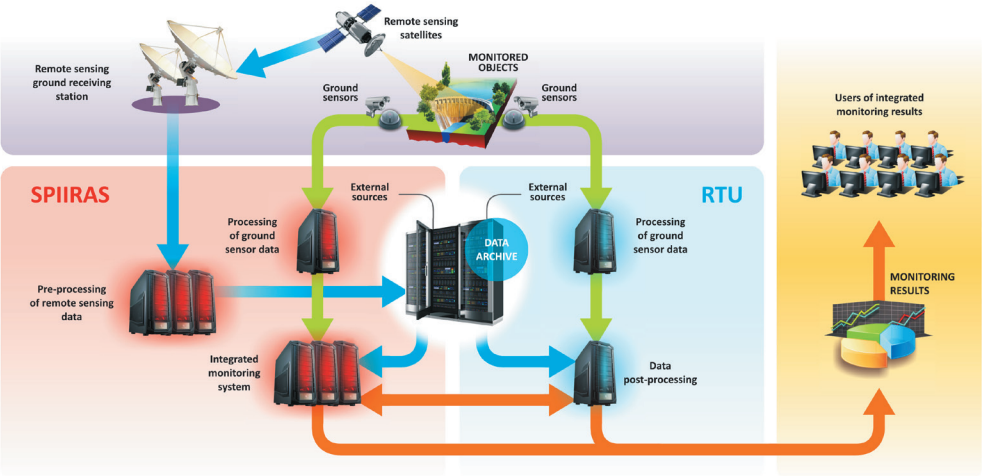 Remote sensing
satellites
MONITORED
OBJECTS
Remote sensing
ground receiving
station
Ground
sensors
Ground
sensors
Users of integrated
monitoring results
SPIIRAS
External
sources
External
sources
RTU
Processing
of ground
sensor data
DATA
ARCHIVE
Processing
of ground
sensor data
Pre-processing
of remote sensing
data
MONITORING
RESULTS
Integrated
monitoring
system
Data
post-processing